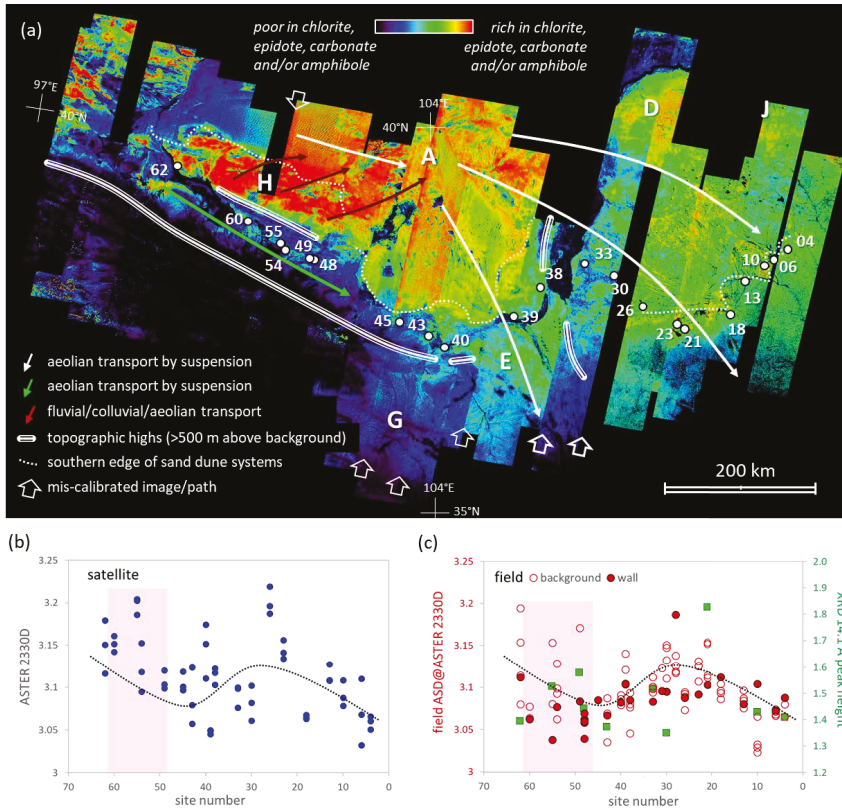 (a)
poor in chlorite,
epidote, carbonate
and/or amphibole
rich in chlorite,
epidote, carbonate
and/or amphibole
97°E
40°N
104°E
40°N
D
J
A
H
62
60
55
49
54
48
45
43
40
39
38
33
30
26
23
21
18
13
10
06
04
E
G
aeolian transport by suspension
aeolian transport by suspension
fluvial/colluvial/aeolian transport
topographic highs (>500 m above background)
southern edge of sand dune systems
mis-calibrated image/path
104°E
35°N
200 km
(b)
satellite
ASTER 2330D
3.25
3.2
3.15
3.1
3.05
3
70 60 50 40 30 20 10 0
site number
(c)
field background wall
field ASD@ASTER 2330D
3.25
3.2
3.15
3.1
3.05
3
70 60 50 40 30 20 10 0
site number
2.0
1.9
1.8
1.7
1.6
1.5
1.4
1.3
1.2
XRD 14.1 Å peak height